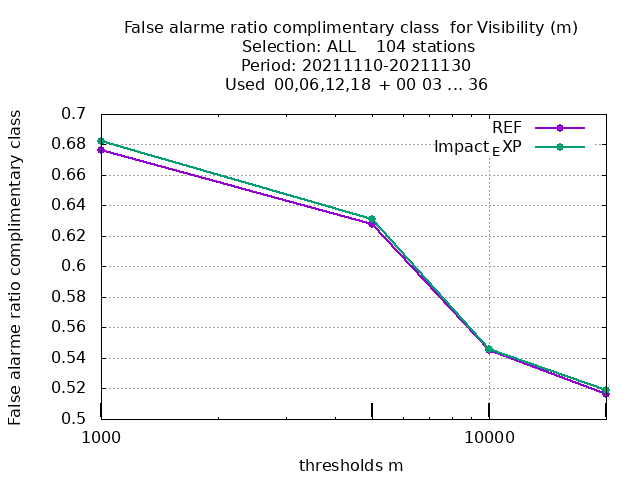 False alarme ratio complimentary class  for Visibility (m)
Selection: ALL    104 stations
Period: 20211110-20211130
Used  00,06,12,18  + 00 03 ... 36
False alarme ratio complimentary class
0.7
0.68
0.66
0.64
0.62
0.6
0.58
0.56
0.54
0.52
0.5
REF
Impact_EXP
1000
10000
thresholds m